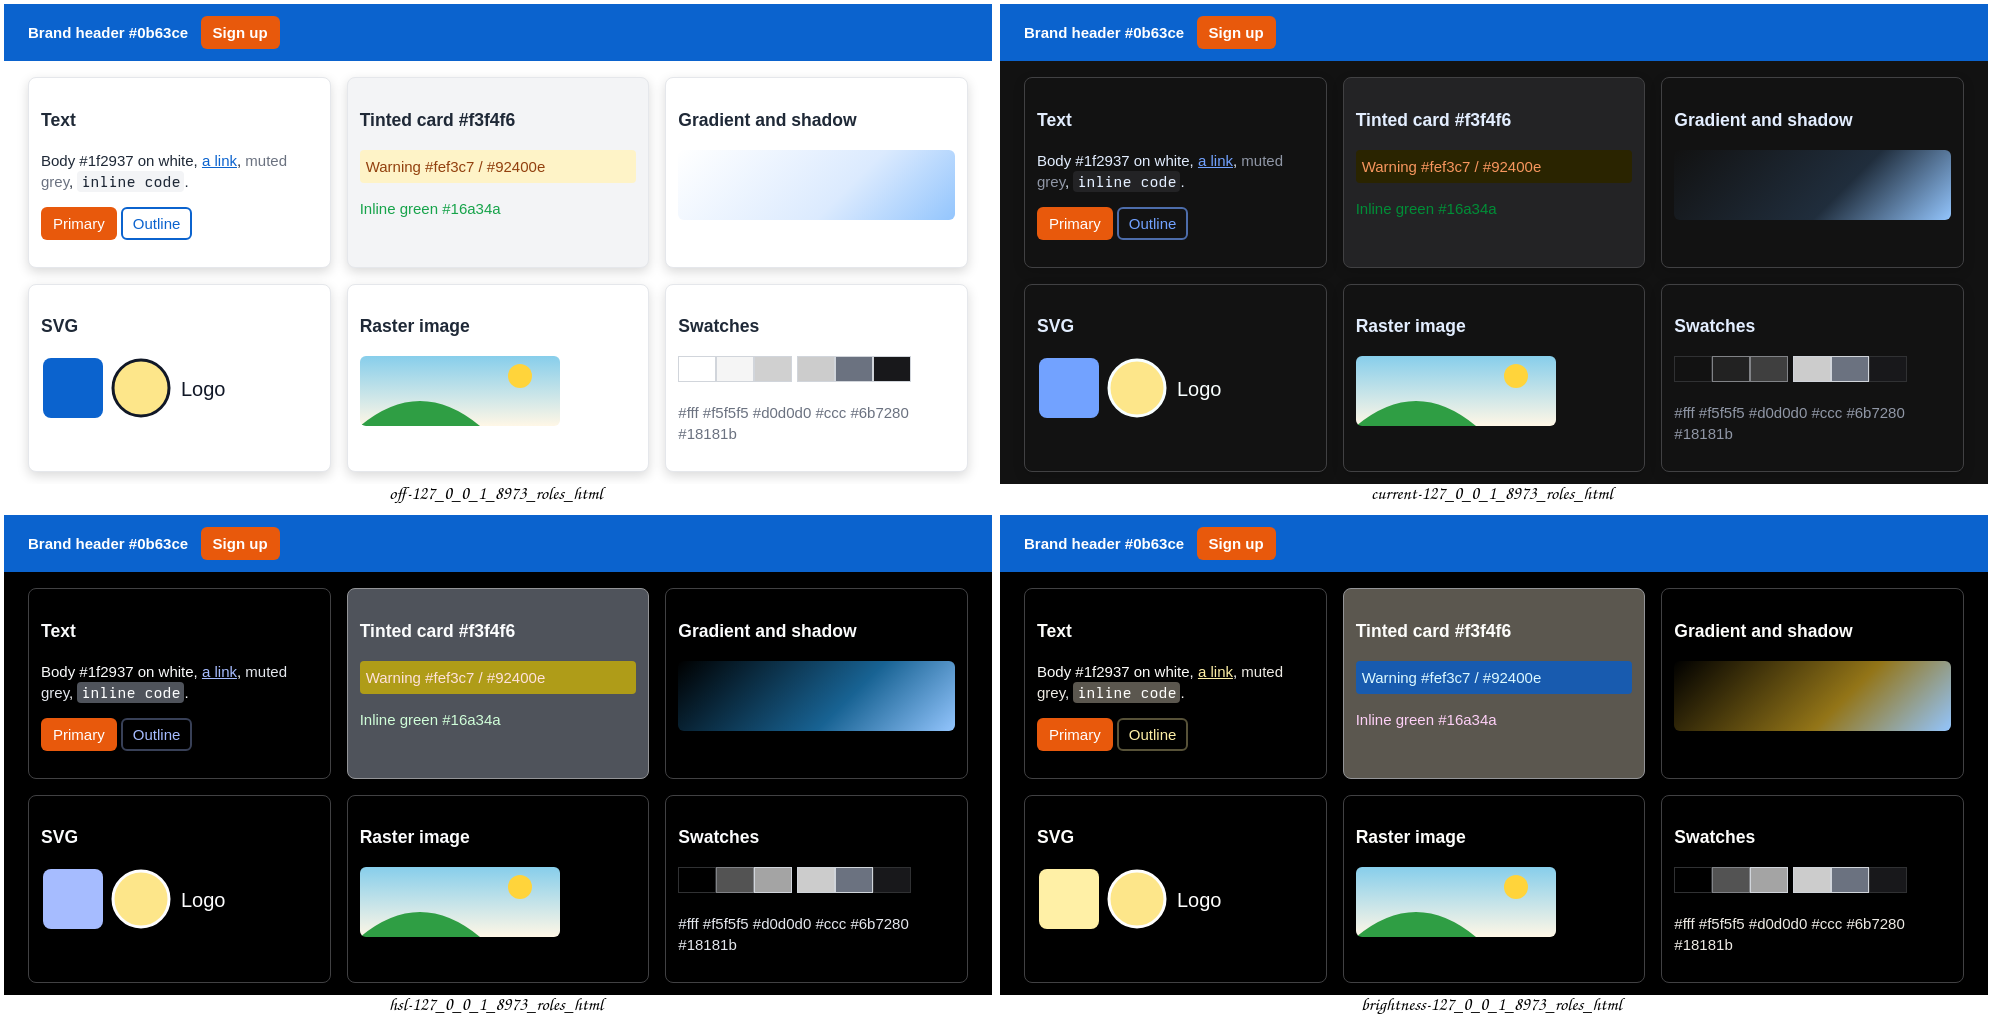 Brand header #0b63ce Sign up
Text
Body #1f2937 on white, a link, muted
grey, inline code.
Primary Outline
Tinted card #f3f4f6
Warning #fef3c7 / #92400e
Inline green #16a34a
Gradient and shadow
SVG
Logo
Raster image
Swatches
#fff #f5f5f5 #d0d0d0 #ccc #6b7280
#18181b
off-127_0_0_1_8973_roles_html
Brand header #0b63ce Sign up
Text
Body #1f2937 on white, a link, muted
grey, inline code.
Primary Outline
Tinted card #f3f4f6
Warning #fef3c7 / #92400e
Inline green #16a34a
Gradient and shadow
SVG
Logo
Raster image
Swatches
#fff #f5f5f5 #d0d0d0 #ccc #6b7280
#18181b
current-127_0_0_1_8973_roles_html
Brand header #0b63ce Sign up
Text
Body #1f2937 on white, a link, muted
grey, inline code.
Primary Outline
Tinted card #f3f4f6
Warning #fef3c7 / #92400e
Inline green #16a34a
Gradient and shadow
SVG
Logo
Raster image
Swatches
#fff #f5f5f5 #d0d0d0 #ccc #6b7280
#18181b
hsl-127_0_0_1_8973_roles_html
Brand header #0b63ce Sign up
Text
Body #1f2937 on white, a link, muted
grey, inline code.
Primary Outline
Tinted card #f3f4f6
Warning #fef3c7 / #92400e
Inline green #16a34a
Gradient and shadow
SVG
Logo
Raster image
Swatches
#fff #f5f5f5 #d0d0d0 #ccc #6b7280
#18181b
brightness-127_0_0_1_8973_roles_html